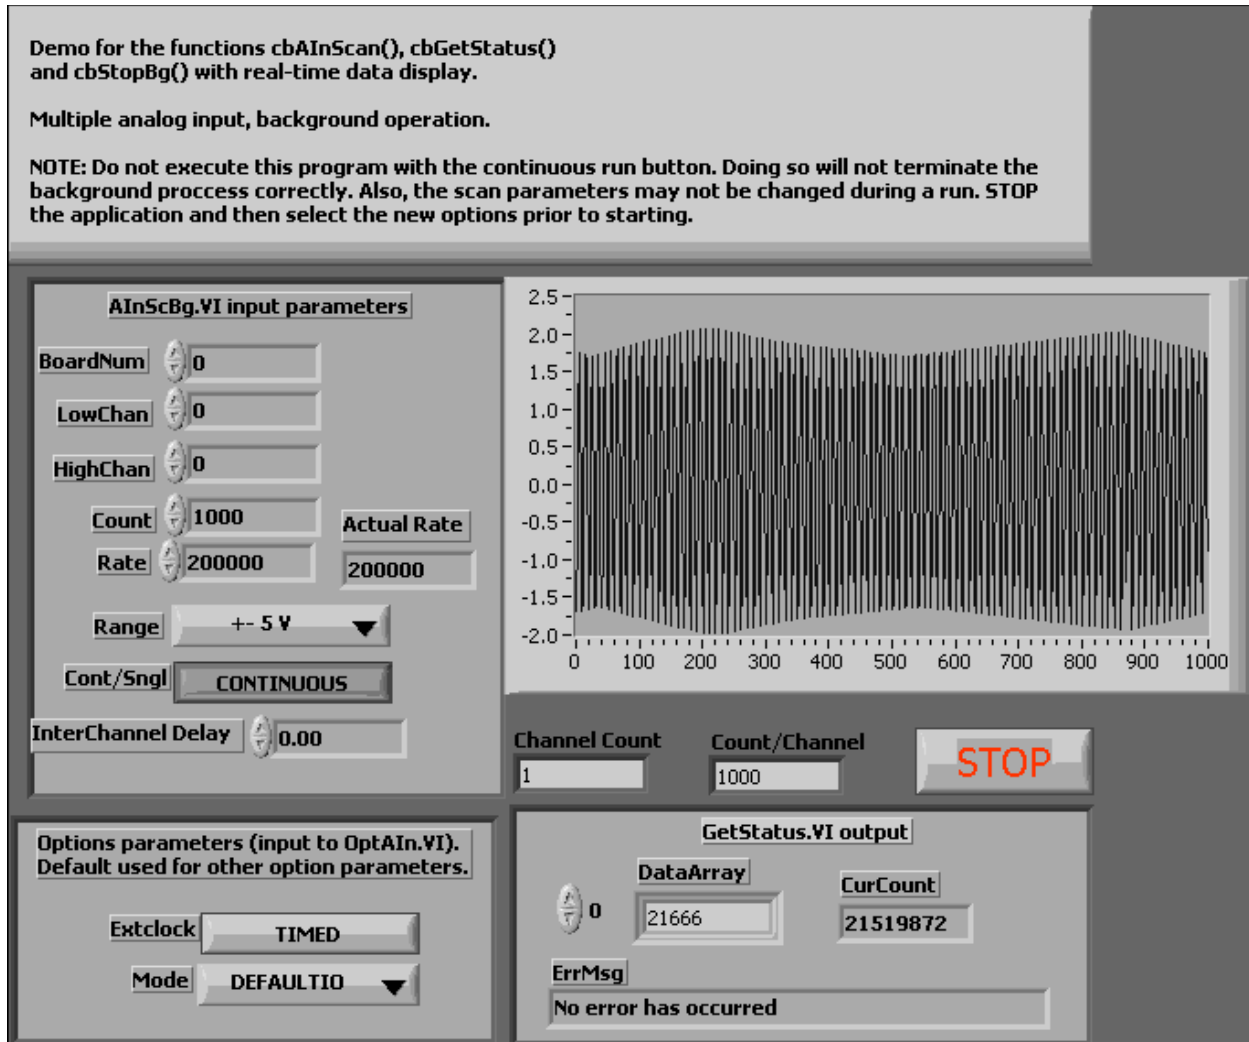 Demo for the functions cbAInScan(), cbGetStatus()
and cbStopBg() with real-time data display.
Multiple analog input, background operation.
NOTE: Do not execute this program with the continuous run button. Doing so will not terminate the
background proccess correctly. Also, the scan parameters may not be changed during a run. STOP
the application and then select the new options prior to starting.
AInScBg.VI input parameters
BoardNum 0
LowChan 0
HighChan 0
Count 1000
Actual Rate
Rate 200000
200000
Range +- 5 V
Cont/Sngl CONTINUOUS
InterChannel Delay 0.00
2.5
2.0
1.5
1.0
0.5
0.0
-0.5
-1.0
-1.5
-2.0
0 100 200 300 400 500 600 700 800 900 1000
Channel Count
1
Count/Channel
1000
STOP
Options parameters (input to OptAIn.VI).
Default used for other option parameters.
Extclock TIMED
Mode DEFAULTIO
GetStatus.VI output
DataArray
0 21666
CurCount
21519872
ErrMsg
No error has occurred